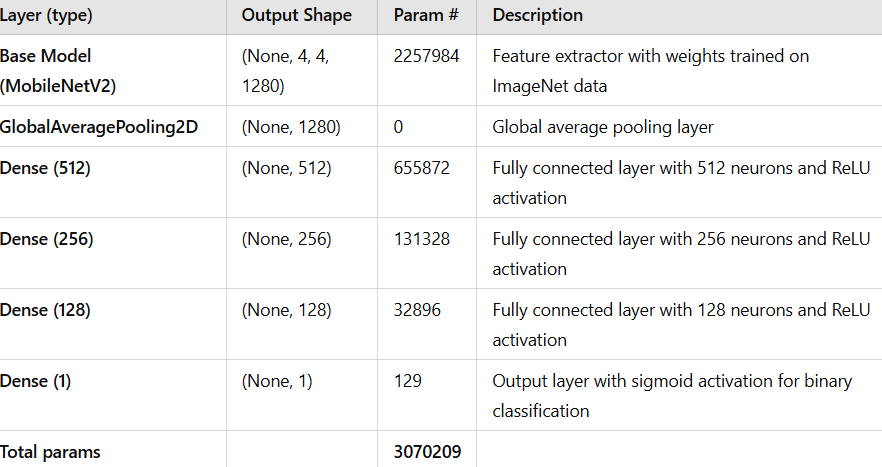 Layer (type) Output Shape Param # Description
Base Model (None, 4, 4, 2257984 Feature extractor with weights trained on
(MobileNetV2) 1280) ImageNet data
GlobalAveragePooling2D (None, 1280) 0 Global average pooling layer
Dense (512) (None, 512) 655872 Fully connected layer with 512 neurons and ReLU
activation
Dense (256) (None, 256) 131328 Fully connected layer with 256 neurons and ReLU
activation
Dense (128) (None, 128) 32896 Fully connected layer with 128 neurons and ReLU
activation
Dense (1) (None, 1) 129 Output layer with sigmoid activation for binary
classification
Total params 3070209